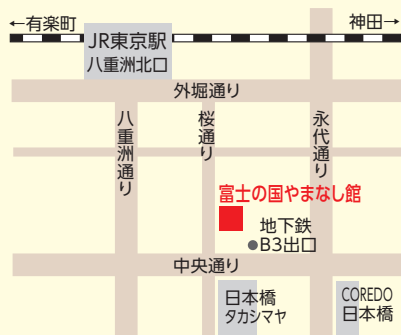 ←有楽町
神田→
JR東京駅
八重洲北口
外堀通り
八重洲通り
桜通り
永代通り
富士の国やまなし館
地下鉄
●B3出口
中央通り
日本橋
タカシマヤ
COREDO
日本橋